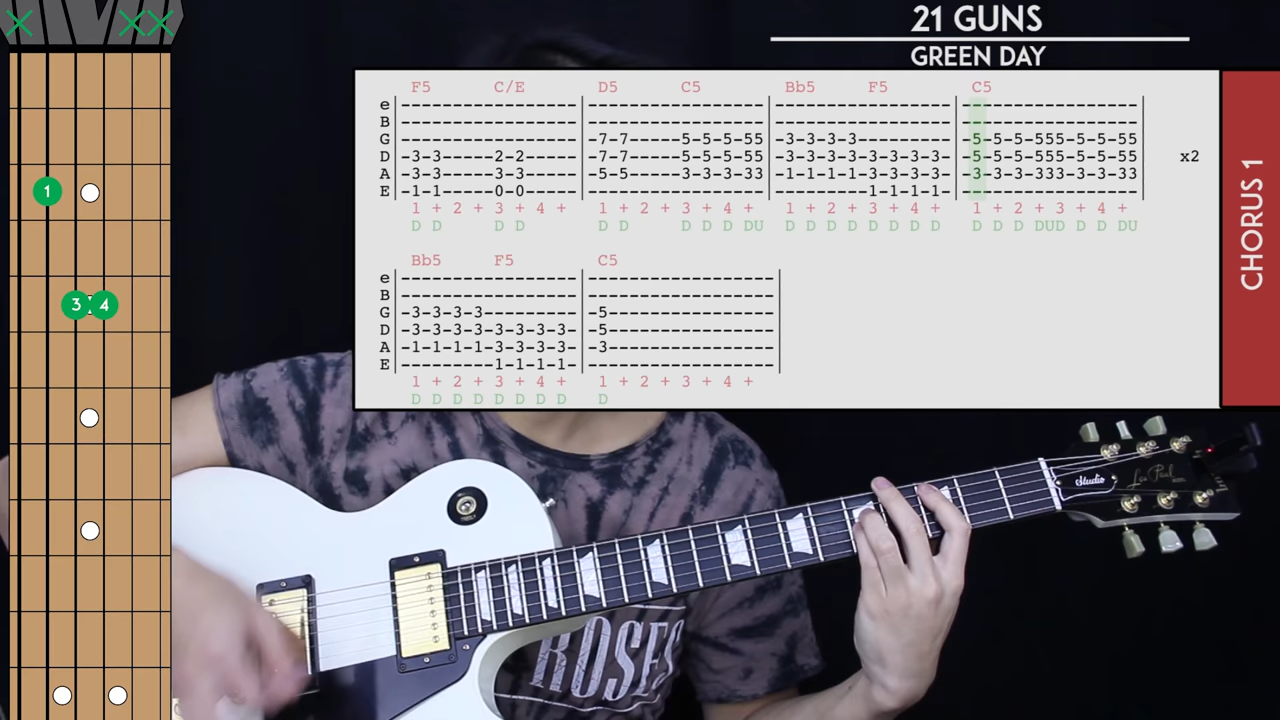 21 GUNS
GREEN DAY
F5 C/E D5 C5 Bb5 F5 C5
e|-----------------|-----------------|-----------------|-----------------|
B|-----------------|-----------------|-----------------|-----------------|
G|-----------------|-7-7-----5-5-5-55|-3-3-3-3---------|-5-5-5-555-5-5-55|
D|-3-3-----2-2-----|-7-7-----5-5-5-55|-3-3-3-3-3-3-3-3-|-5-5-5-555-5-5-55| x2
A|-3-3-----3-3-----|-5-5-----3-3-3-33|-1-1-1-1-3-3-3-3-|-3-3-3-333-3-3-33|
E|-1-1-----0-0-----|-----------------|---------1-1-1-1-|-----------------|
1 + 2 + 3 + 4 + 1 + 2 + 3 + 4 + 1 + 2 + 3 + 4 + 1 + 2 + 3 + 4 +
D D D D D D D D D DU D D D D D D D D D D D DUD D D DU
Bb5 F5 C5
e|-----------------|-----------------|
B|-----------------|-----------------|
G|-3-3-3-3---------|-5---------------|
D|-3-3-3-3-3-3-3-3-|-5---------------|
A|-1-1-1-1-3-3-3-3-|-3---------------|
E|---------1-1-1-1-|-----------------|
1 + 2 + 3 + 4 + 1 + 2 + 3 + 4 +
D D D D D D D D D
CHORUS 1
X X X
1
3 4
Les Paul
Studio
ROSES